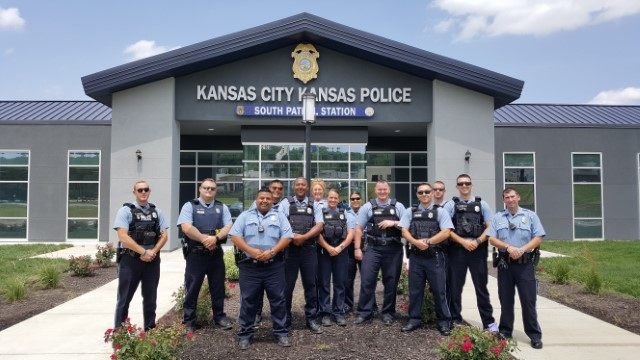 KANSAS CITY KANSAS POLICE
SOUTH PATROL STATION